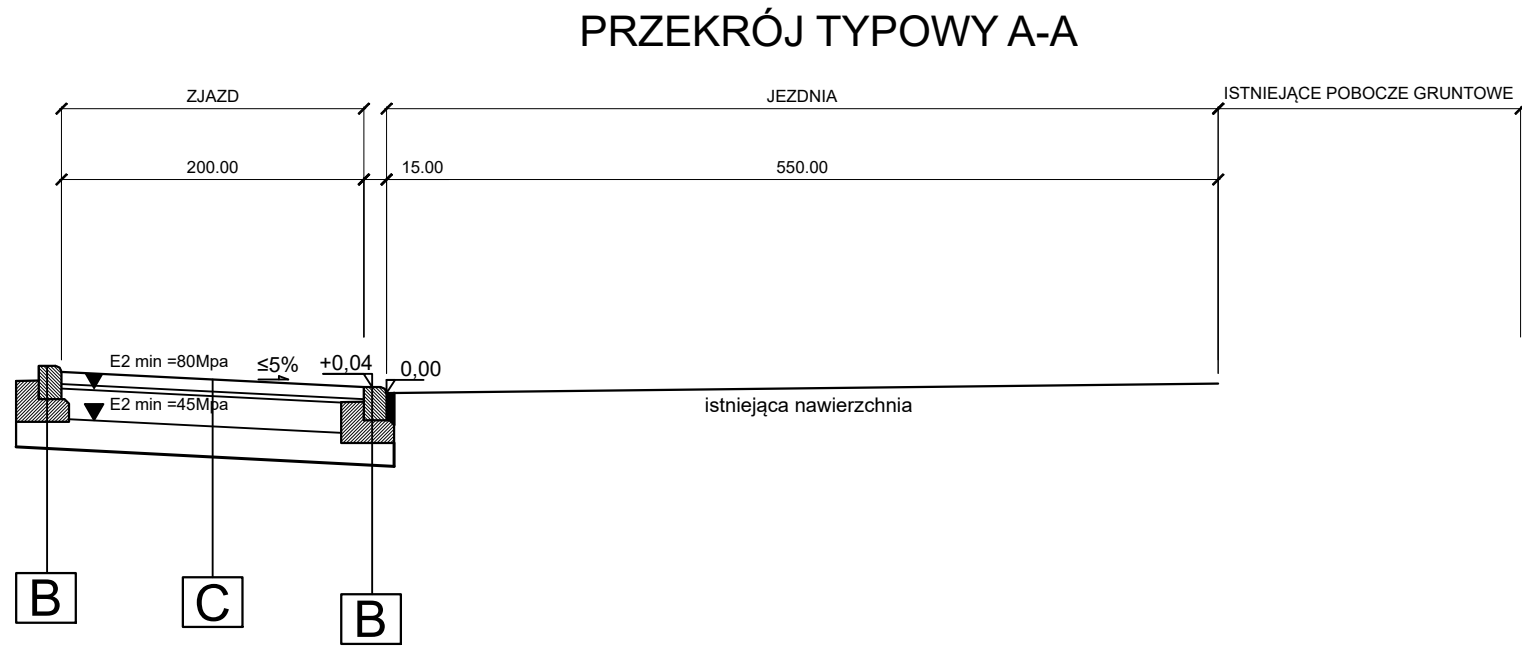 PRZEKRÓJ TYPOWY A-A
ZJAZD
JEZDNIA
ISTNIEJĄCE POBOCZE GRUNTOWE
200.00
15.00
550.00
E2 min =80Mpa
≤5%
+0,04
0,00
E2 min =45Mpa
istniejąca nawierzchnia
B
C
B